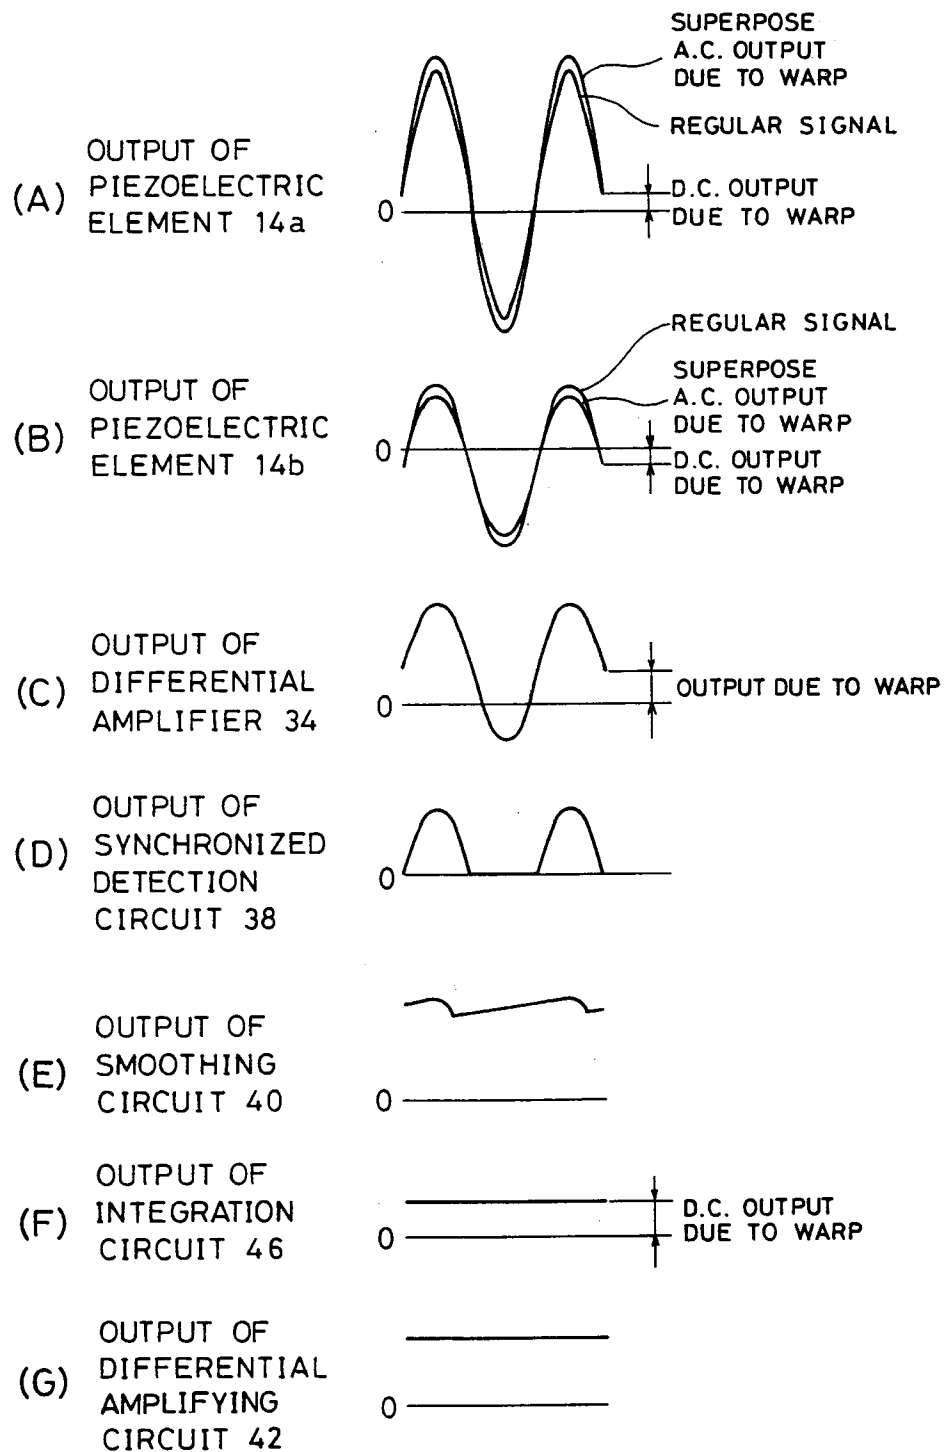 (A) OUTPUT OF
PIEZOELECTRIC
ELEMENT 14a
0
SUPERPOSE
A.C. OUTPUT
DUE TO WARP
REGULAR SIGNAL
D.C. OUTPUT
DUE TO WARP
(B) OUTPUT OF
PIEZOELECTRIC
ELEMENT 14b
0
REGULAR SIGNAL
SUPERPOSE
A.C. OUTPUT
DUE TO WARP
D.C. OUTPUT
DUE TO WARP
(C) OUTPUT OF
DIFFERENTIAL
AMPLIFIER 34
0
OUTPUT DUE TO WARP
(D) OUTPUT OF
SYNCHRONIZED
DETECTION
CIRCUIT 38
0
(E) OUTPUT OF
SMOOTHING
CIRCUIT 40
0
(F) OUTPUT OF
INTEGRATION
CIRCUIT 46
0
D.C. OUTPUT
DUE TO WARP
(G) OUTPUT OF
DIFFERENTIAL
AMPLIFYING
CIRCUIT 42
0